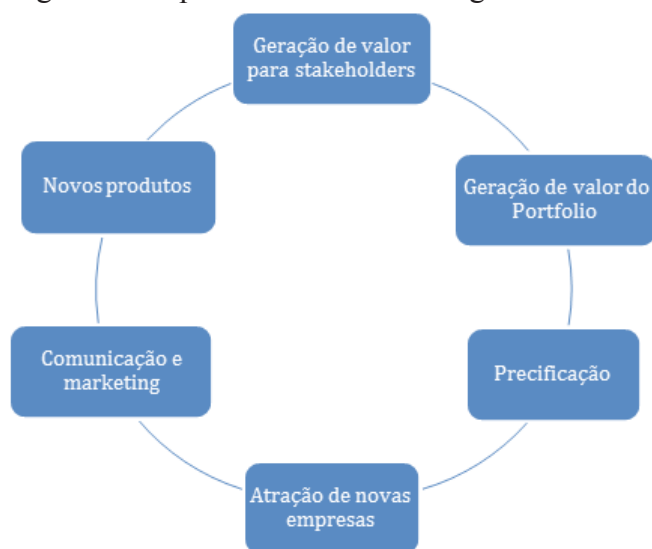 Geração de valor
para stakeholders
Geração de valor do
Portfolio
Precificação
Atração de novas
empresas
Comunicação e
marketing
Novos produtos